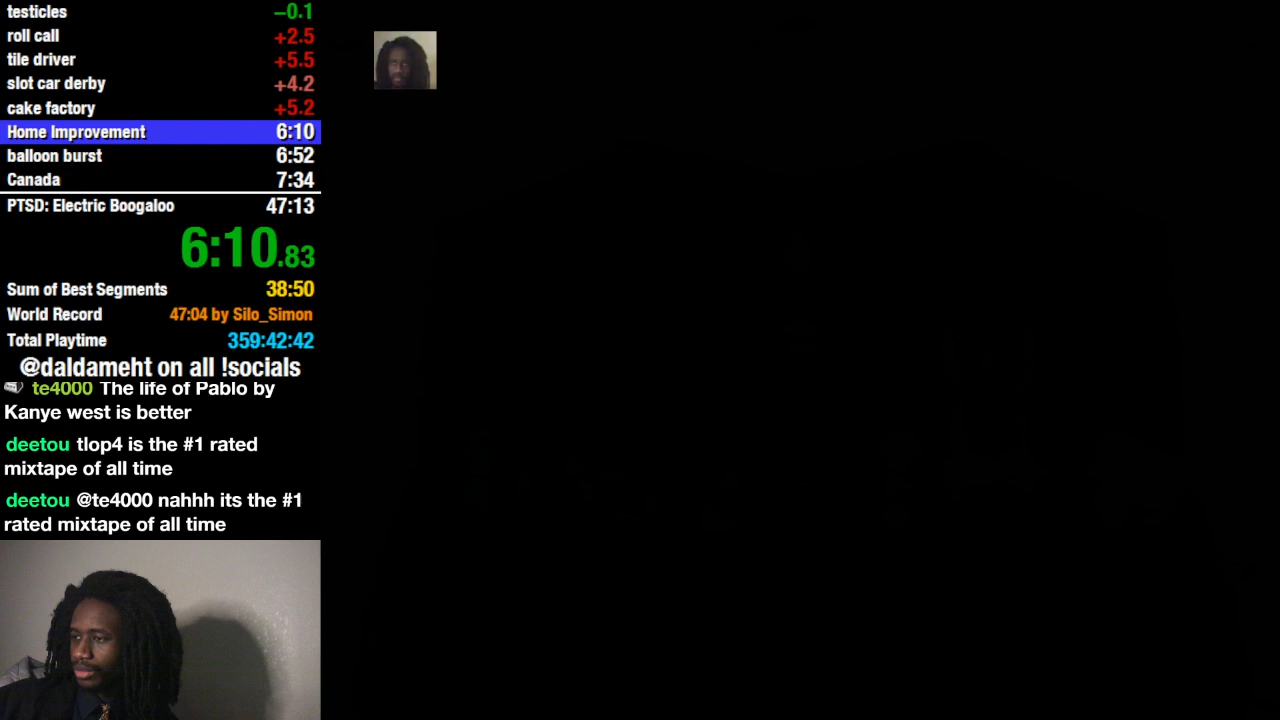 testicles −0.1
roll call +2.5
tile driver +5.5
slot car derby +4.2
cake factory +5.2
Home Improvement 6:10
balloon burst 6:52
Canada 7:34
PTSD: Electric Boogaloo 47:13
6:10.83
Sum of Best Segments 38:50
World Record 47:04 by Silo_Simon
Total Playtime 359:42:42
@daldameht on all !socials
te4000 The life of Pablo by
Kanye west is better
deetou tlop4 is the #1 rated
mixtape of all time
deetou @te4000 nahhh its the #1
rated mixtape of all time